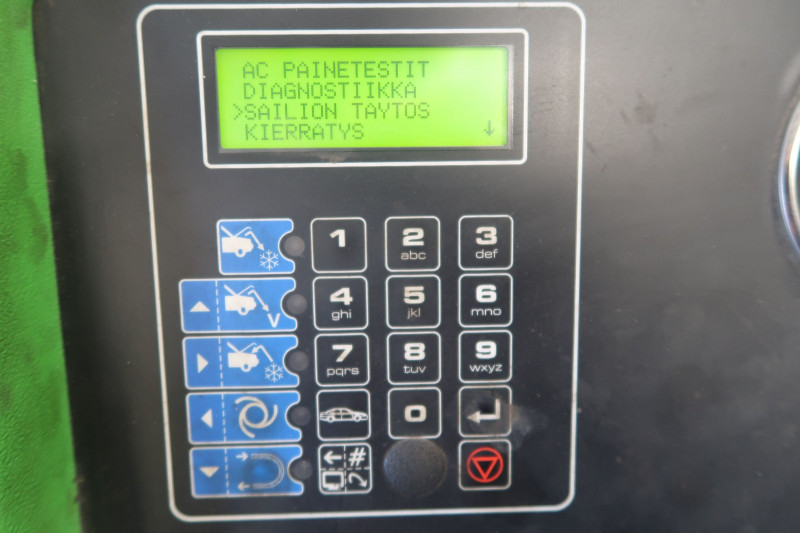 AC PAINETESTIT
DIAGNOSTIIKKA
>SAILION TAYTOS
KIERRATYS ↓
1
2 abc
3 def
V
4 ghi
5 jkl
6 mno
7 pqrs
8 tuv
9 wxyz
0
#